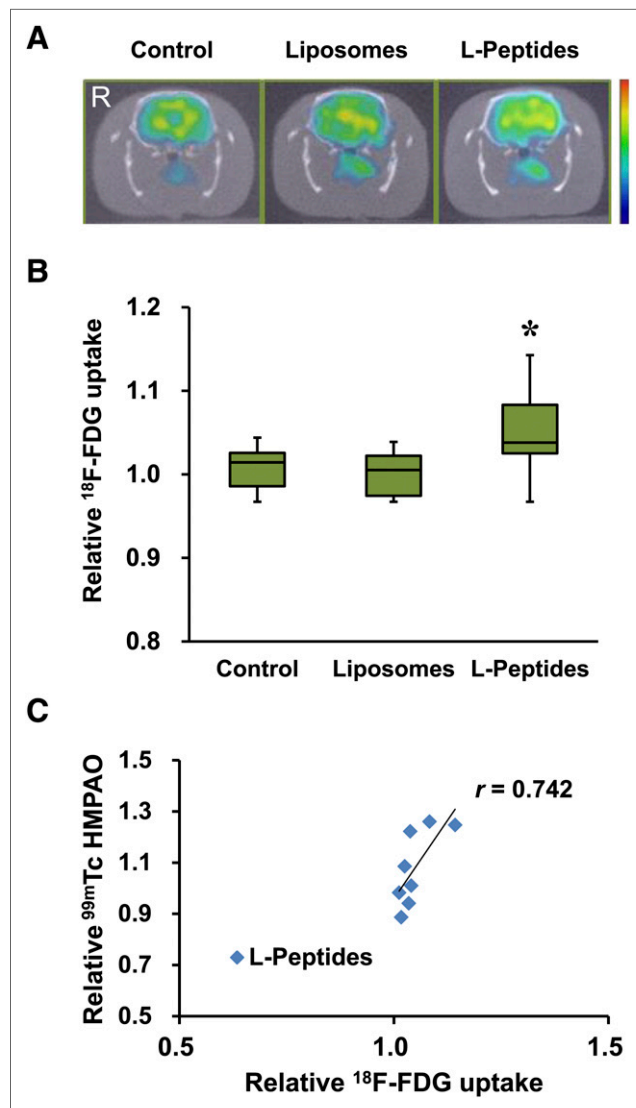 A
Control Liposomes L-Peptides
R
B
Relative ¹⁸F-FDG uptake
1.2
1.1
1.0
0.9
0.8
*
Control Liposomes L-Peptides
C
Relative ⁹⁹ᵐTc HMPAO
1.5
1.3
1.1
0.9
0.7
0.5
r = 0.742
L-Peptides
0.5 1.0 1.5
Relative ¹⁸F-FDG uptake